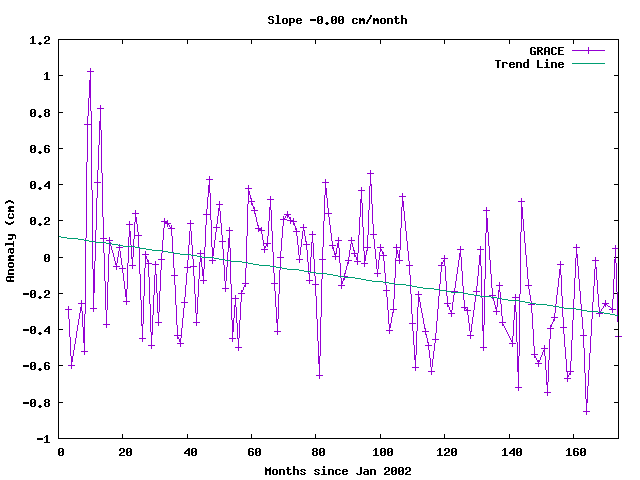 Slope -0.00 cm/month
GRACE
Trend Line
Anomaly (cm)
1.2
1
0.8
0.6
0.4
0.2
0
-0.2
-0.4
-0.6
-0.8
-1
0 20 40 60 80 100 120 140 160
Months since Jan 2002